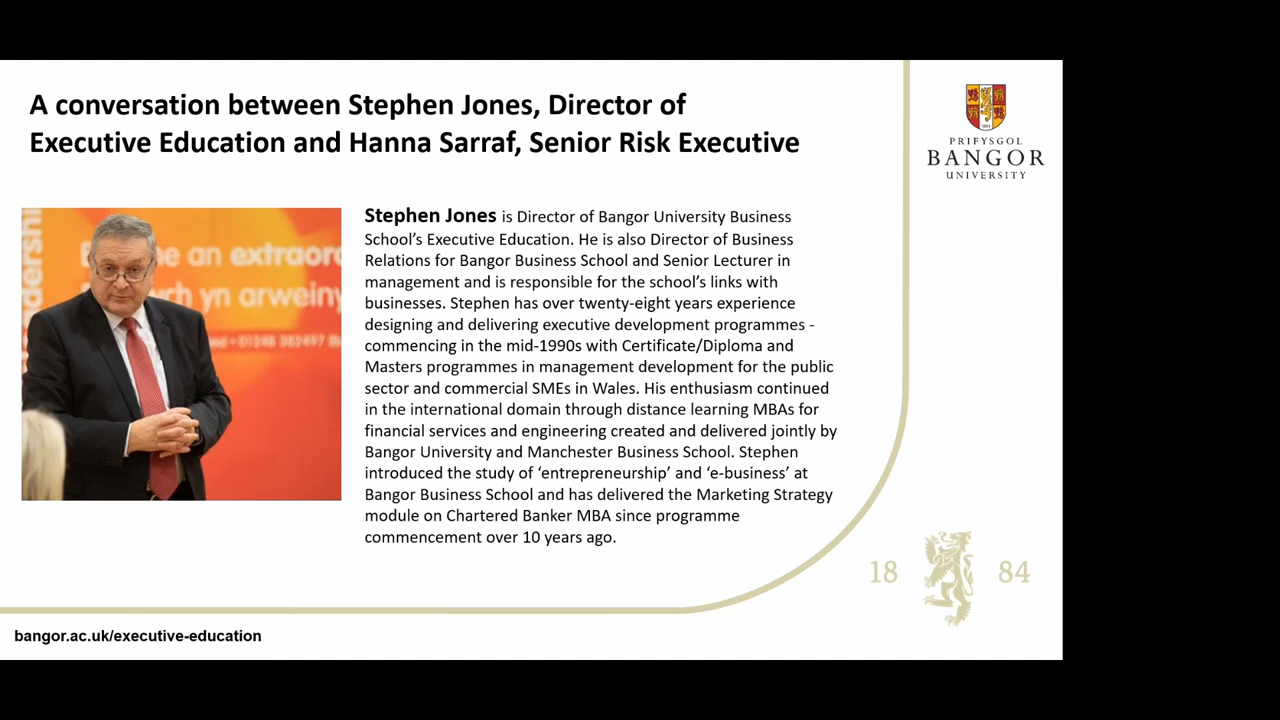 A conversation between Stephen Jones, Director of
Executive Education and Hanna Sarraf, Senior Risk Executive
PRIFYSGOL
BANGOR
UNIVERSITY
an extraor
yn arweiny
01248 382497
Stephen Jones is Director of Bangor University Business
School’s Executive Education. He is also Director of Business
Relations for Bangor Business School and Senior Lecturer in
management and is responsible for the school’s links with
businesses. Stephen has over twenty-eight years experience
designing and delivering executive development programmes -
commencing in the mid-1990s with Certificate/Diploma and
Masters programmes in management development for the public
sector and commercial SMEs in Wales. His enthusiasm continued
in the international domain through distance learning MBAs for
financial services and engineering created and delivered jointly by
Bangor University and Manchester Business School. Stephen
introduced the study of ‘entrepreneurship’ and ‘e-business’ at
Bangor Business School and has delivered the Marketing Strategy
module on Chartered Banker MBA since programme
commencement over 10 years ago.
18 84
bangor.ac.uk/executive-education